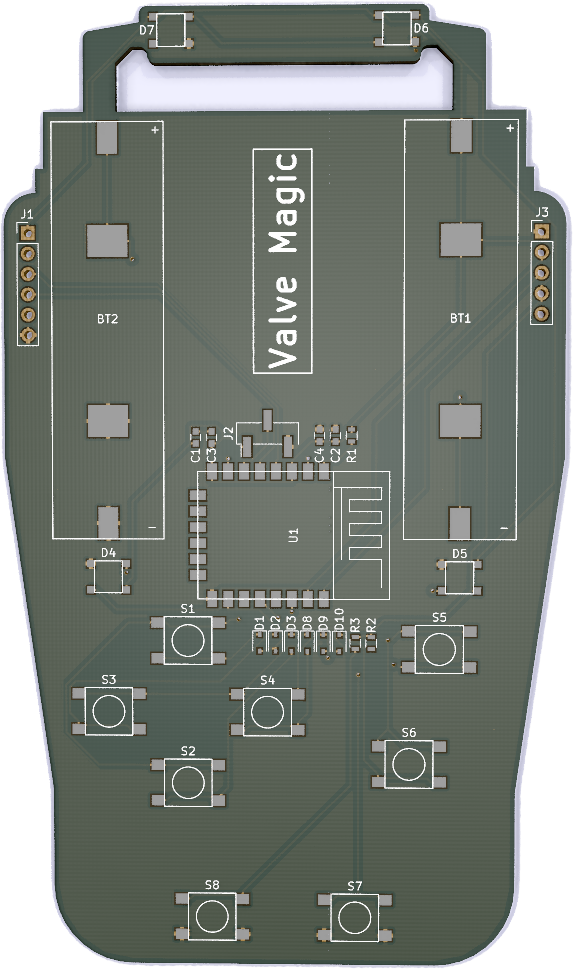 D7
D6
+
+
J1
J3
Valve Magic
BT2
BT1
J2
C1
C3
C4
C2
R1
-
-
U1
D4
D5
S1
D1
D2
D3
D8
D9
D10
R3
R2
S5
S3
S4
S2
S6
S8
S7